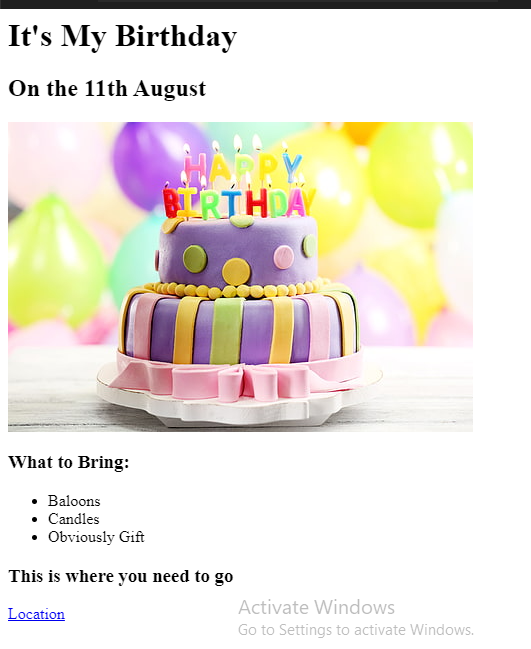 It's My Birthday
On the 11th August
HAPPY
BIRTHDAY
What to Bring:
Baloons
Candles
Obviously Gift
This is where you need to go
Location
Activate Windows
Go to Settings to activate Windows.